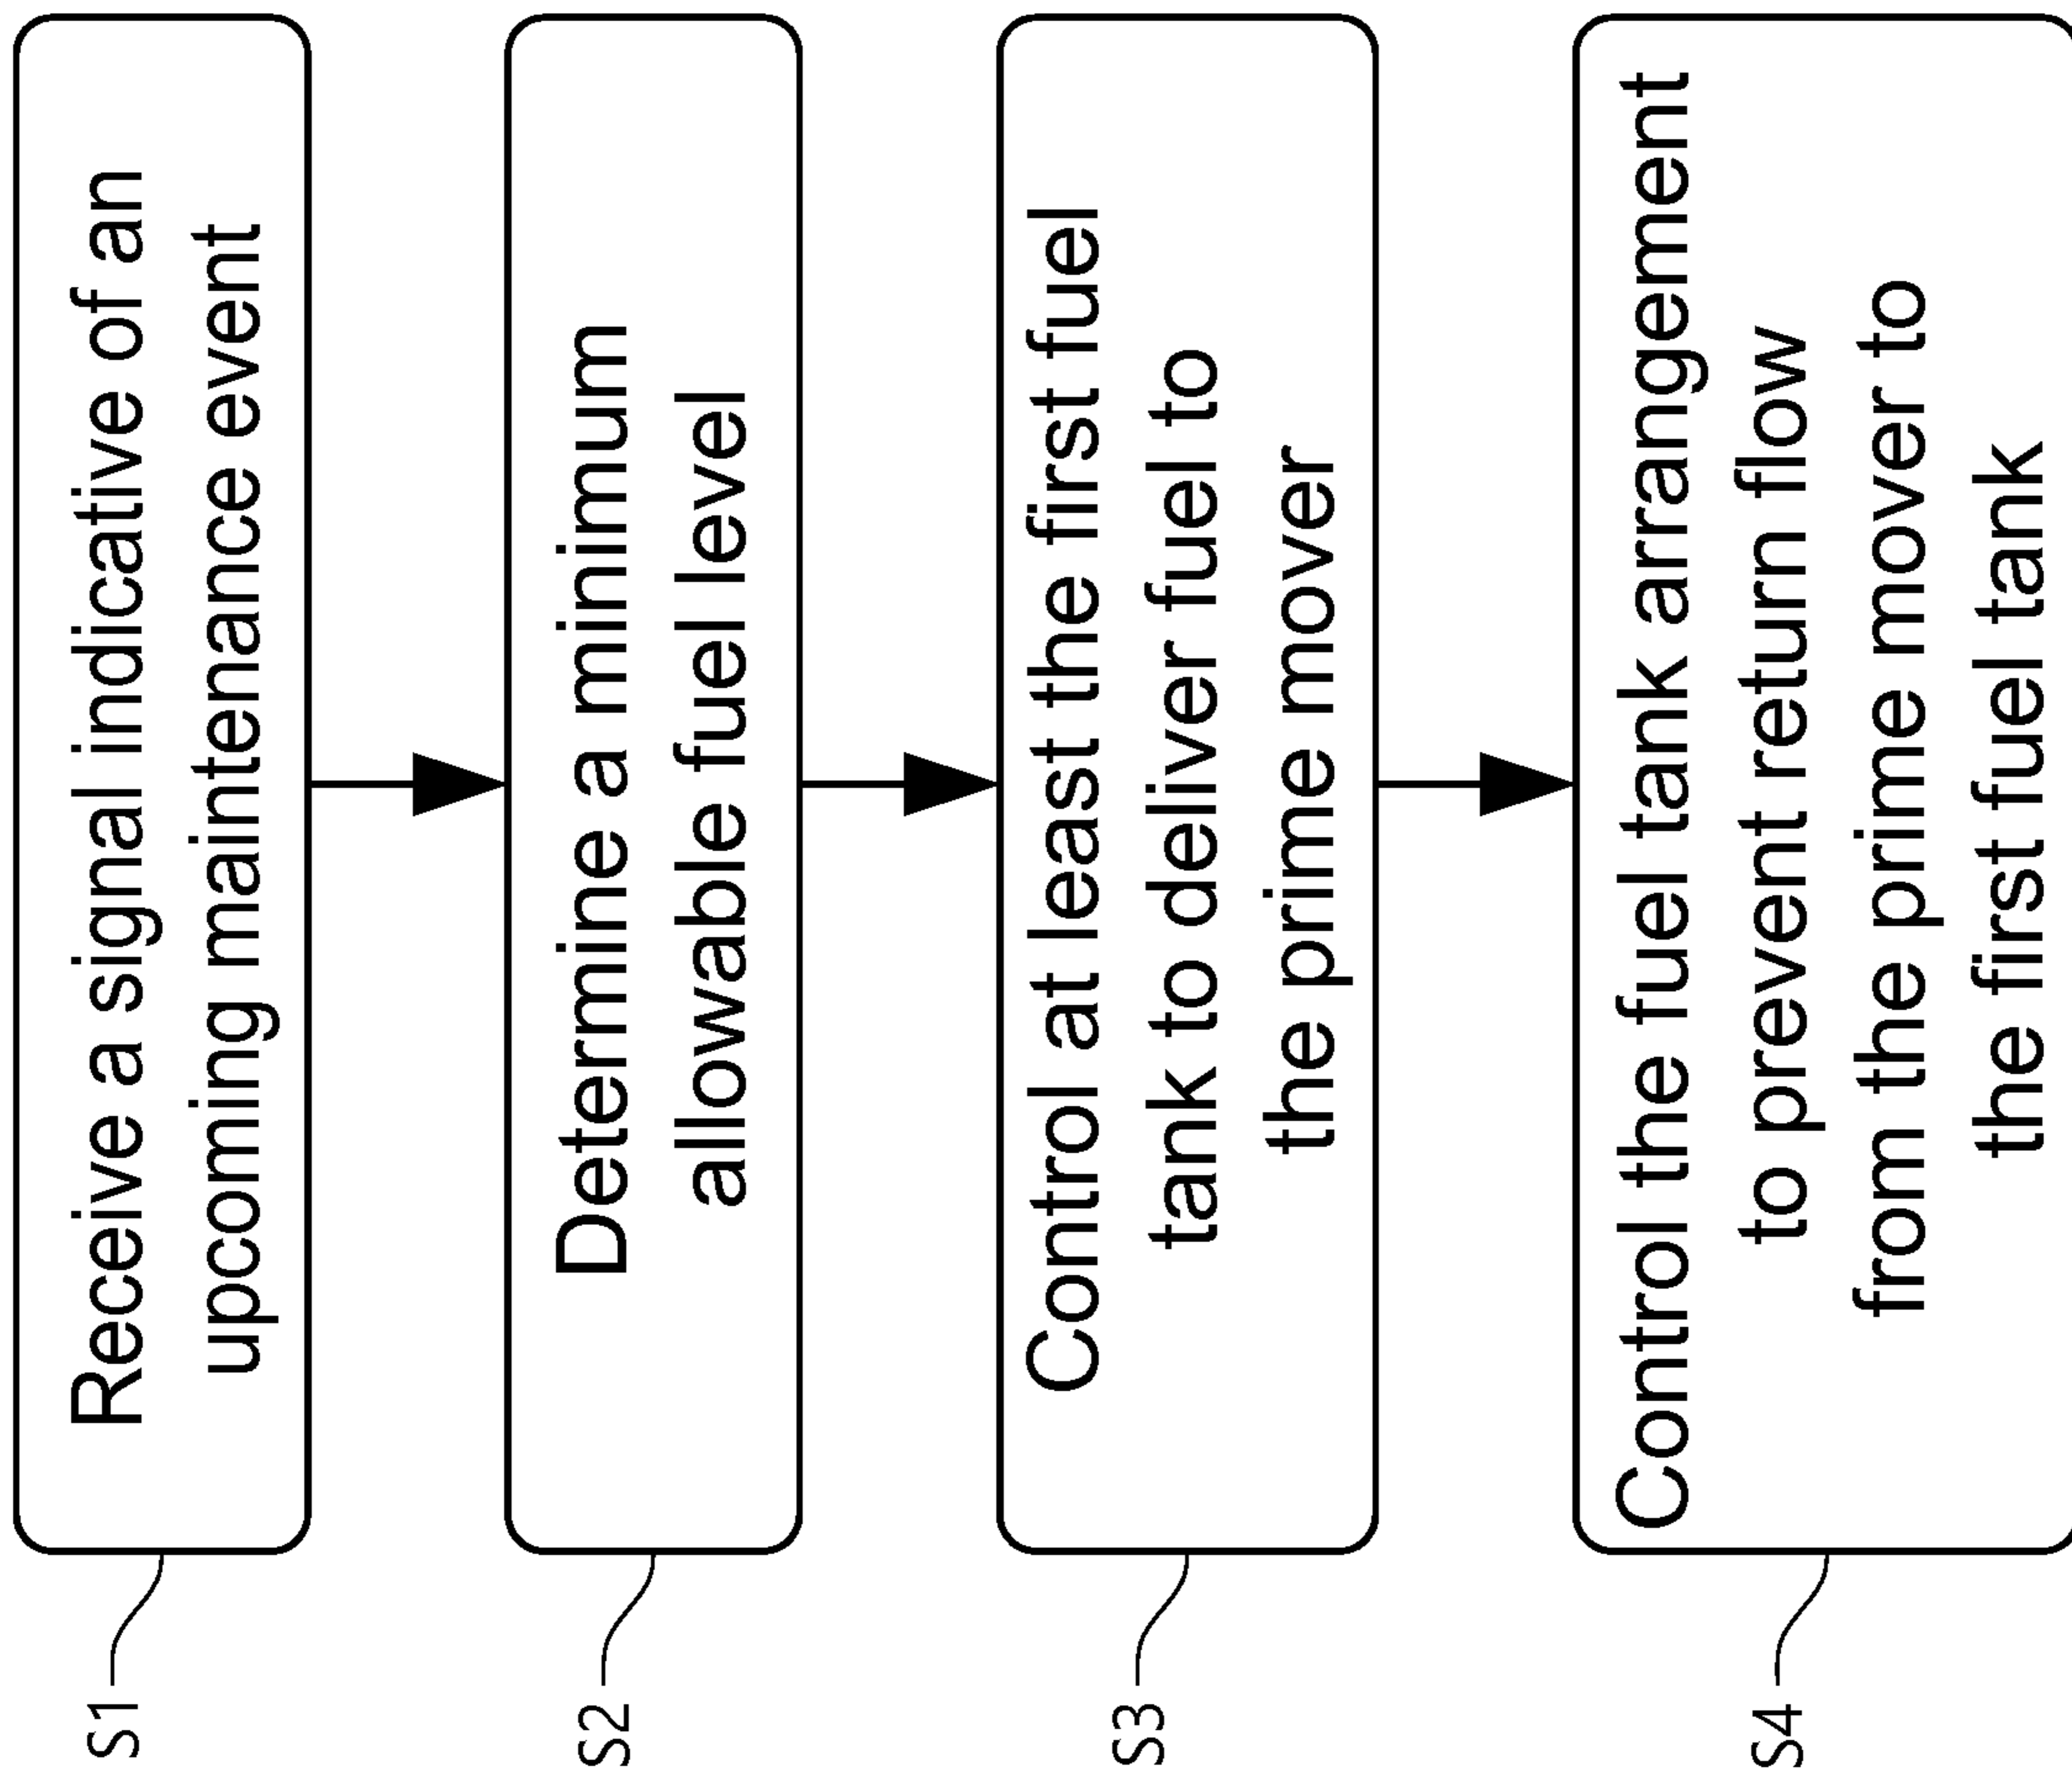 S1
Receive a signal indicative of an
upcoming maintenance event
S2
Determine a minimum
allowable fuel level
S3
Control at least the first fuel
tank to deliver fuel to
the prime mover
S4
Control the fuel tank arrangement
to prevent return flow
from the prime mover to
the first fuel tank